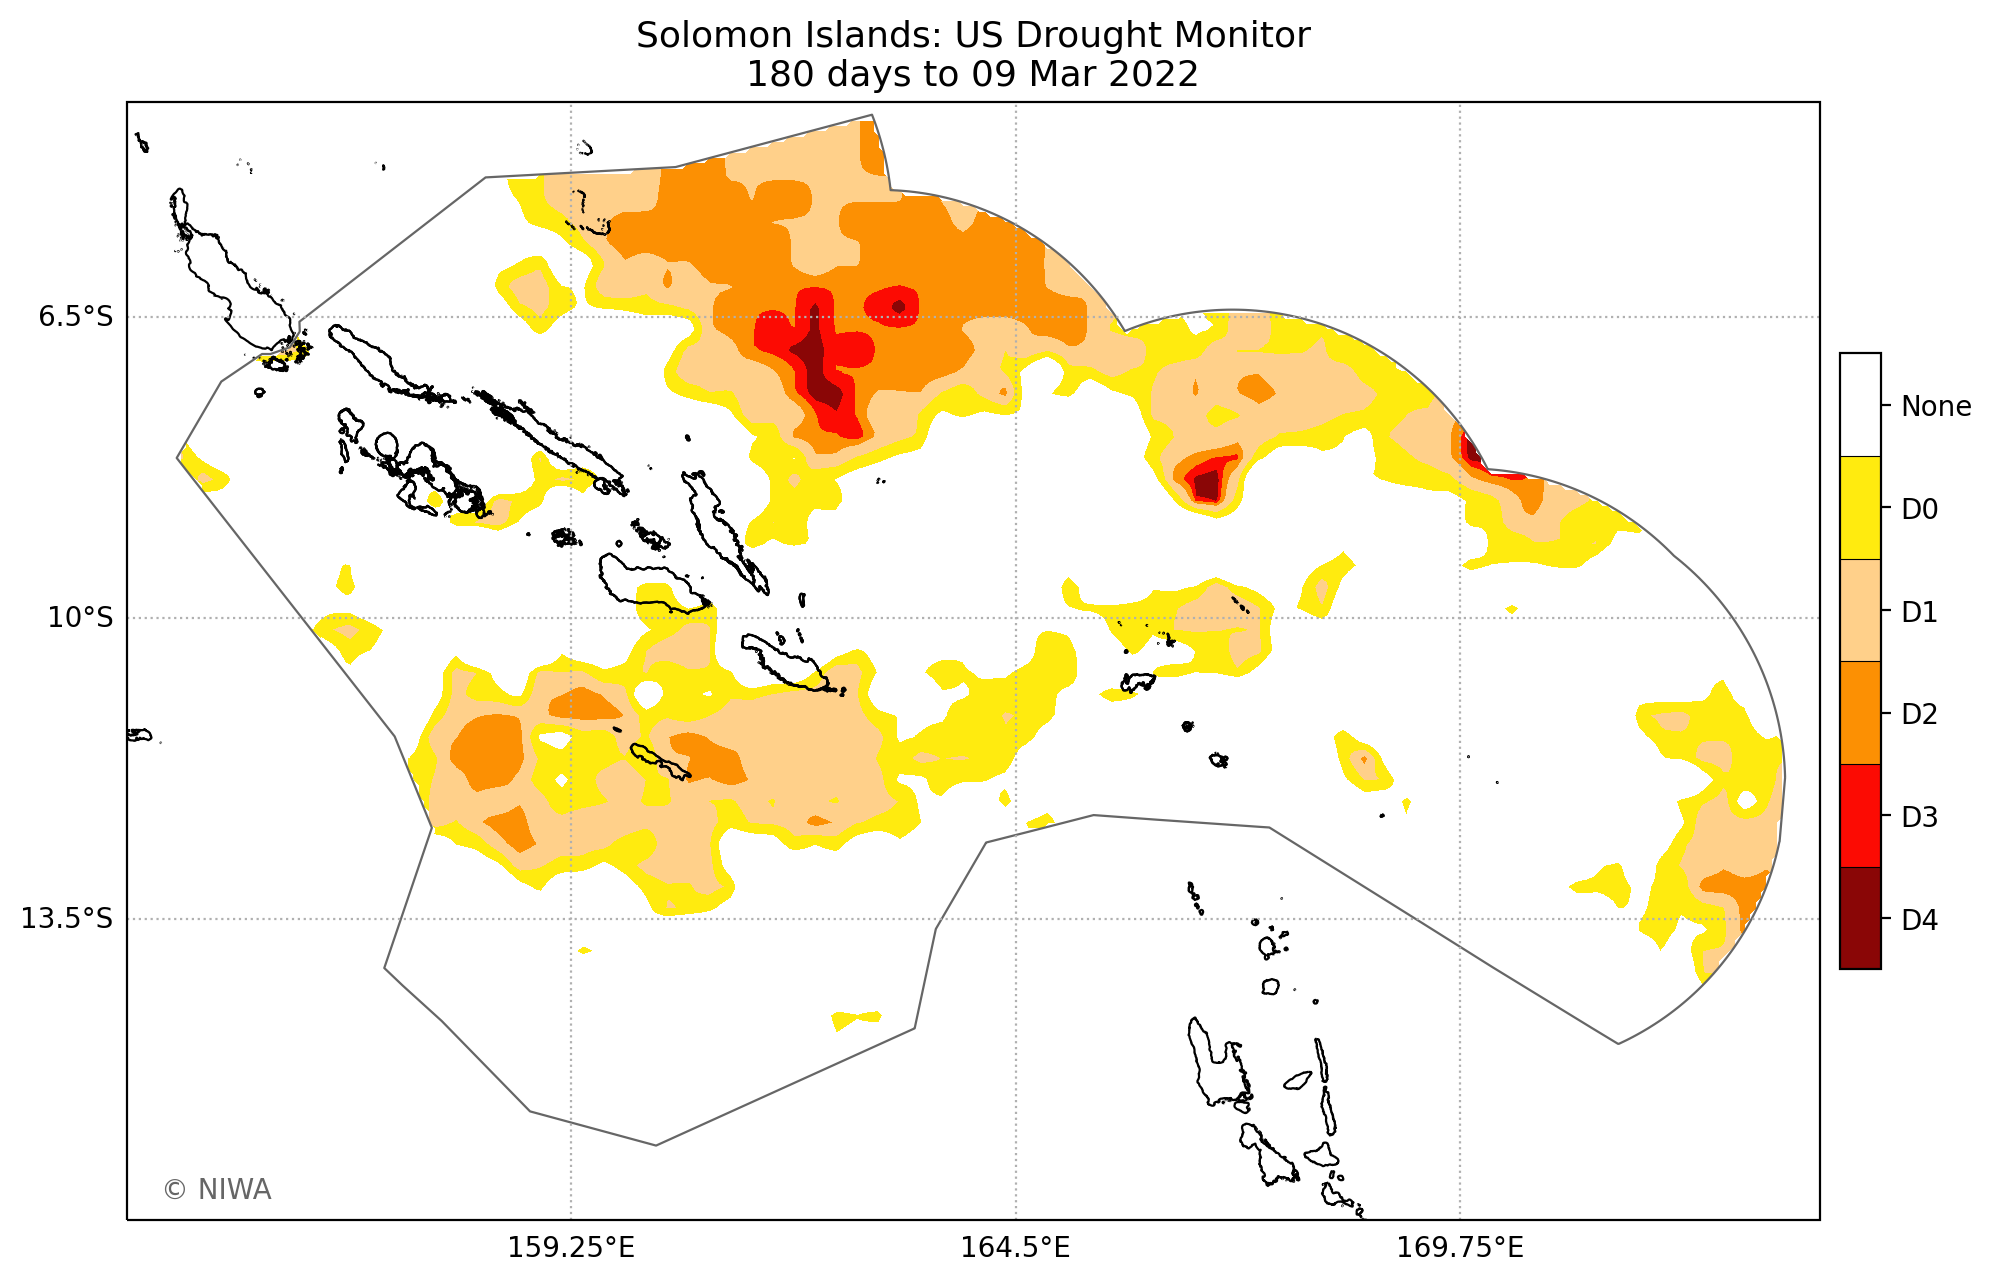 Solomon Islands: US Drought Monitor
180 days to 09 Mar 2022
6.5°S
10°S
13.5°S
159.25°E
164.5°E
169.75°E
None
D0
D1
D2
D3
D4
© NIWA